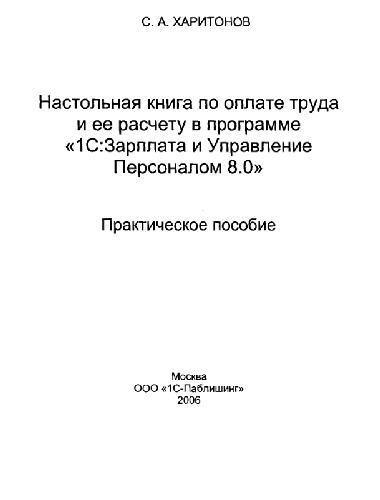 С. А. ХАРИТОНОВ
Настольная книга по оплате труда
и ее расчету в программе
«1С:Зарплата и Управление
Персоналом 8.0»
Практическое пособие
Москва
ООО «1С-Паблишинг»
2006